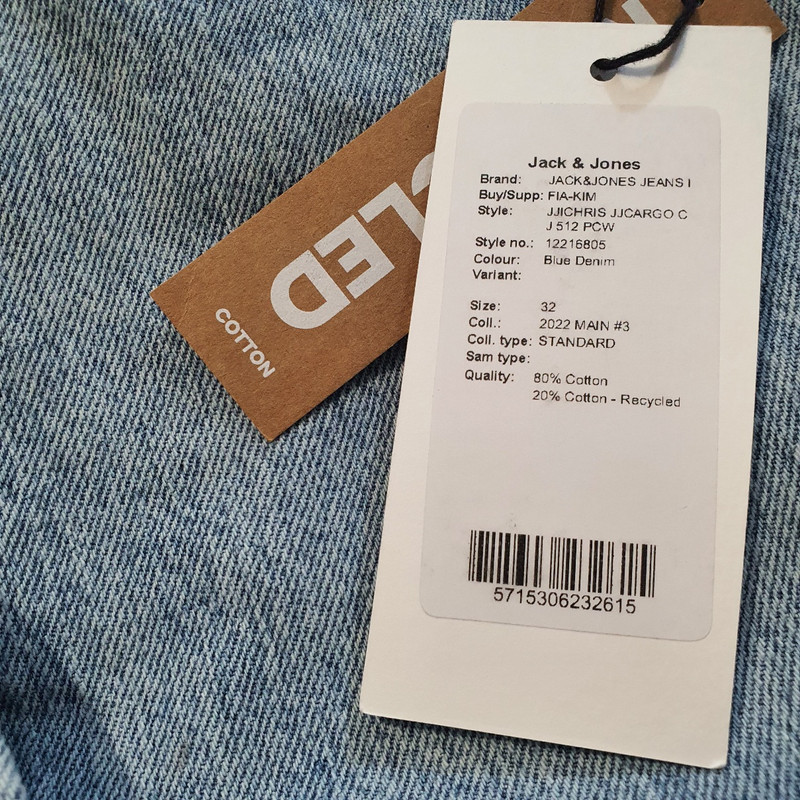 Jack & Jones
Brand: JACK&JONES JEANS I
Buy/Supp: FIA-KIM
Style: JJICHRIS JJCARGO C
J 512 PCW
Style no.: 12216805
Colour: Blue Denim
Variant:
Size: 32
Coll.: 2022 MAIN #3
Coll. type: STANDARD
Sam type:
Quality: 80% Cotton
20% Cotton - Recycled
5715306232615
CLED
COTTON